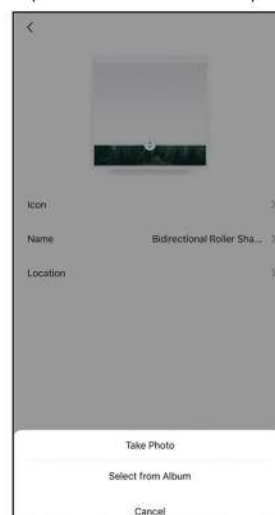 Icon
Name Bidirectional Roller Sha...
Location
Take Photo
Select from Album
Cancel